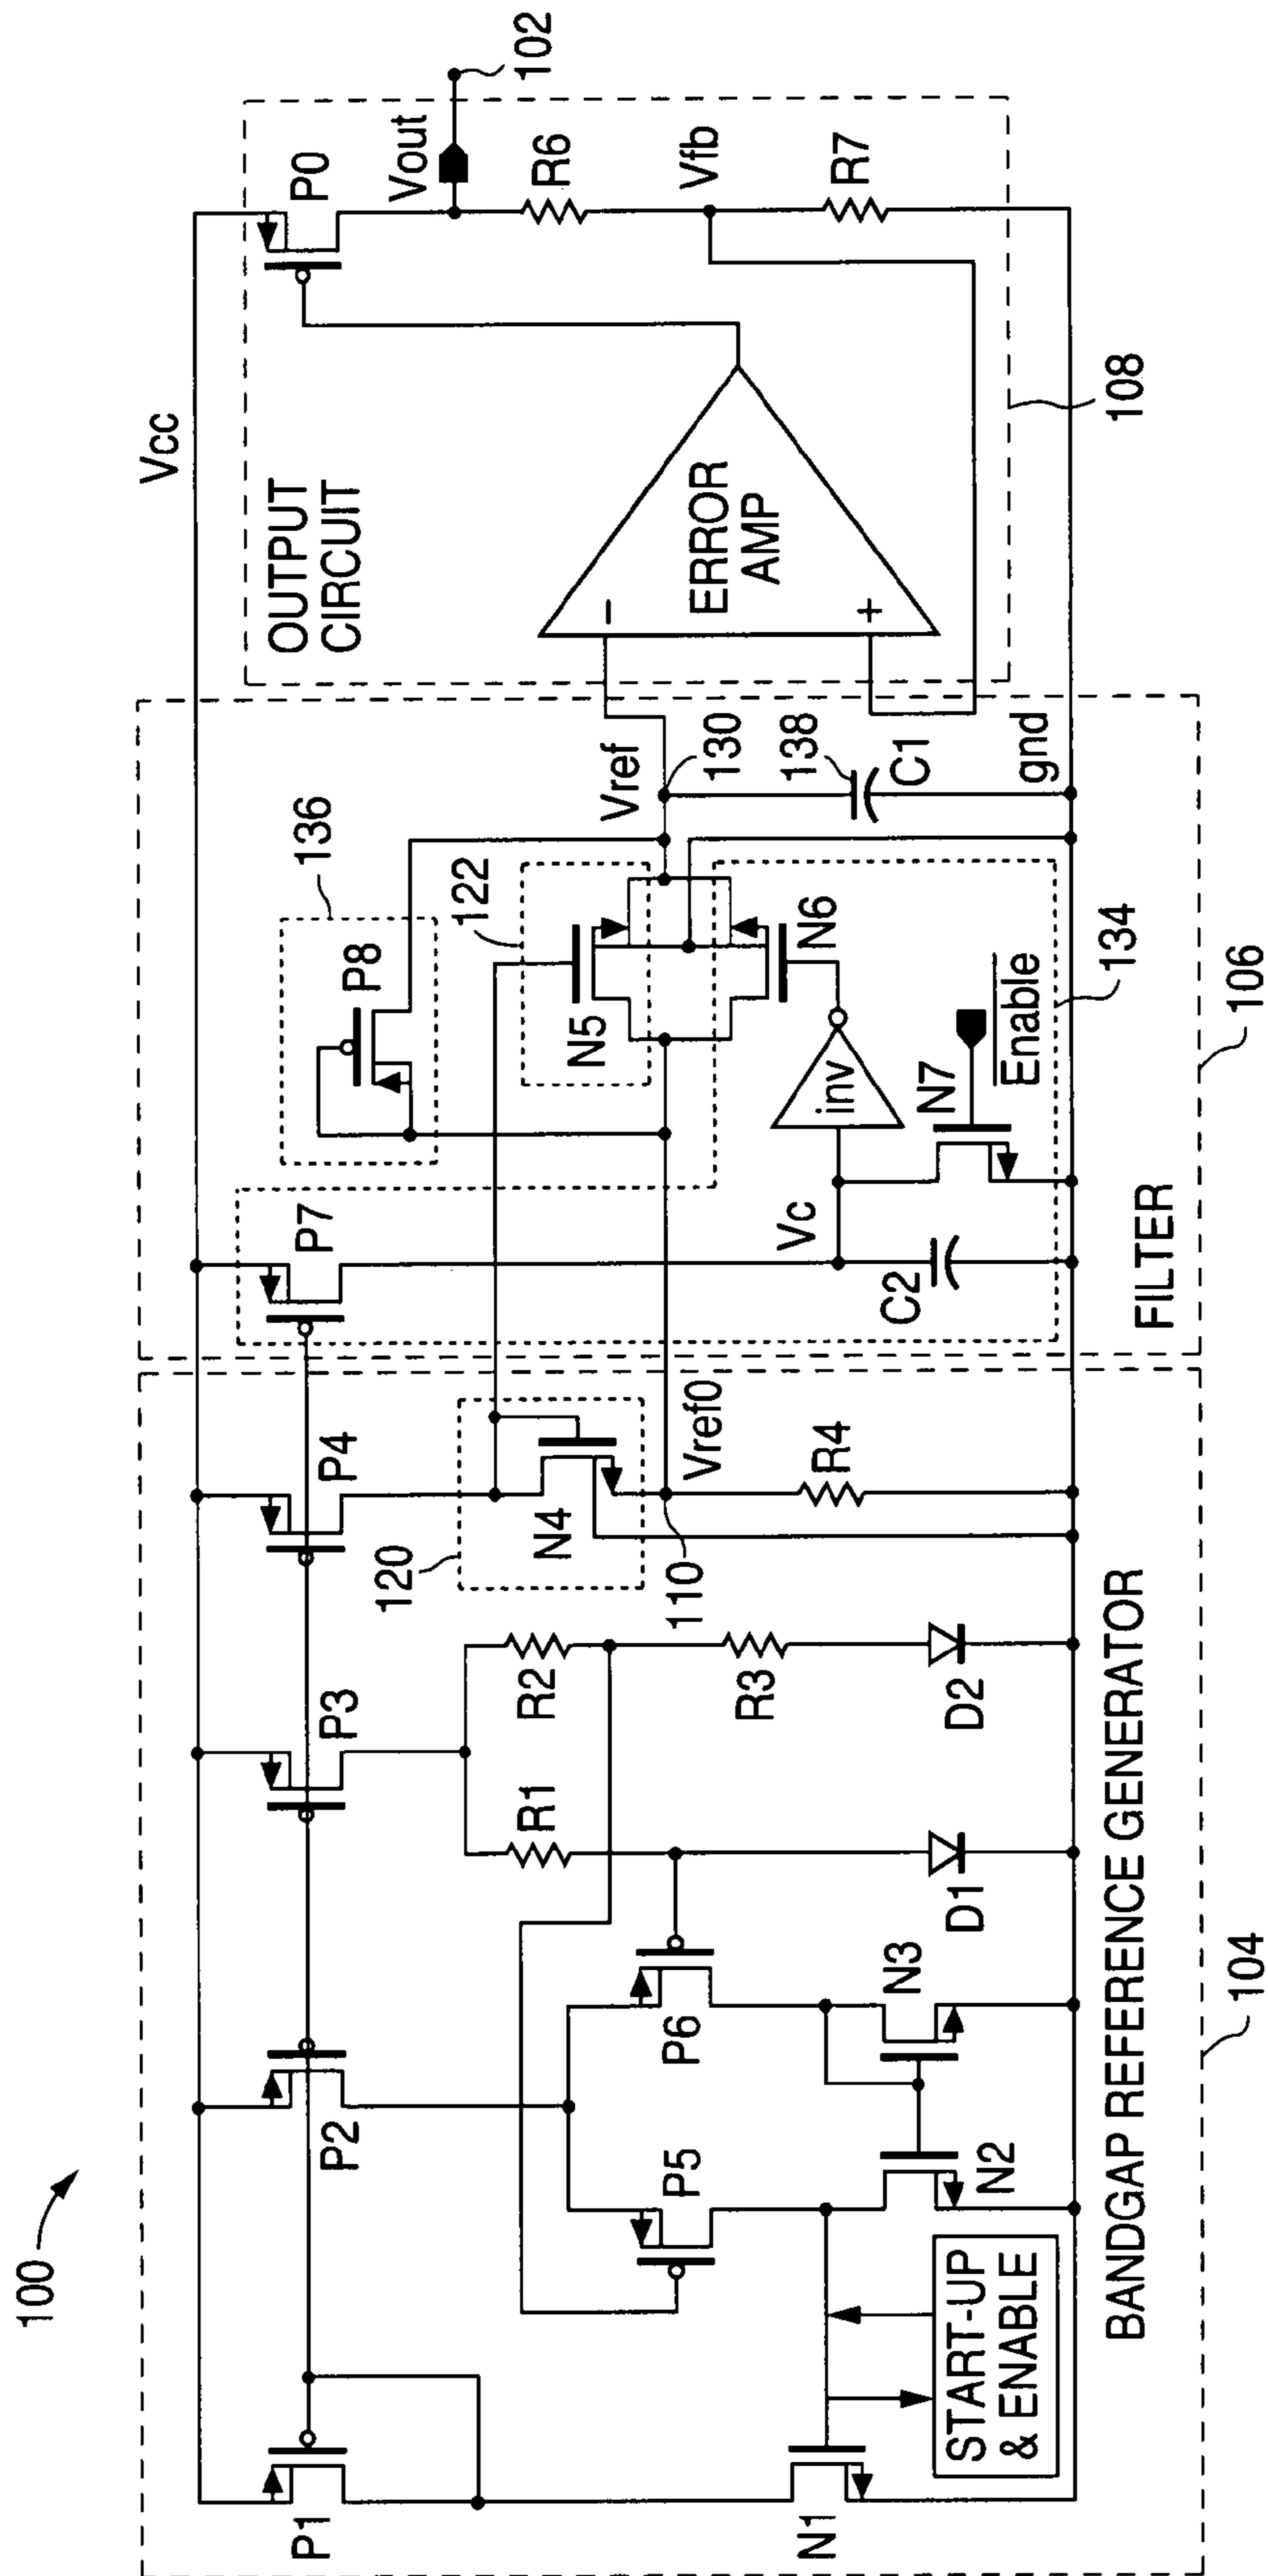 100
Vcc
OUTPUT
CIRCUIT
P0
Vout
102
R6
Vfb
R7
ERROR
AMP
−
+
108
136
P8
122
N5
N6
Vref
130
138
C1
gnd
P7
Vc
C2
inv
N7
Enable
134
106
FILTER
P4
120
N4
110
Vref0
R4
P3
R1
R2
R3
D1
D2
P2
P5
P6
N2
N3
P1
N1
START-UP
& ENABLE
BANDGAP REFERENCE GENERATOR
104